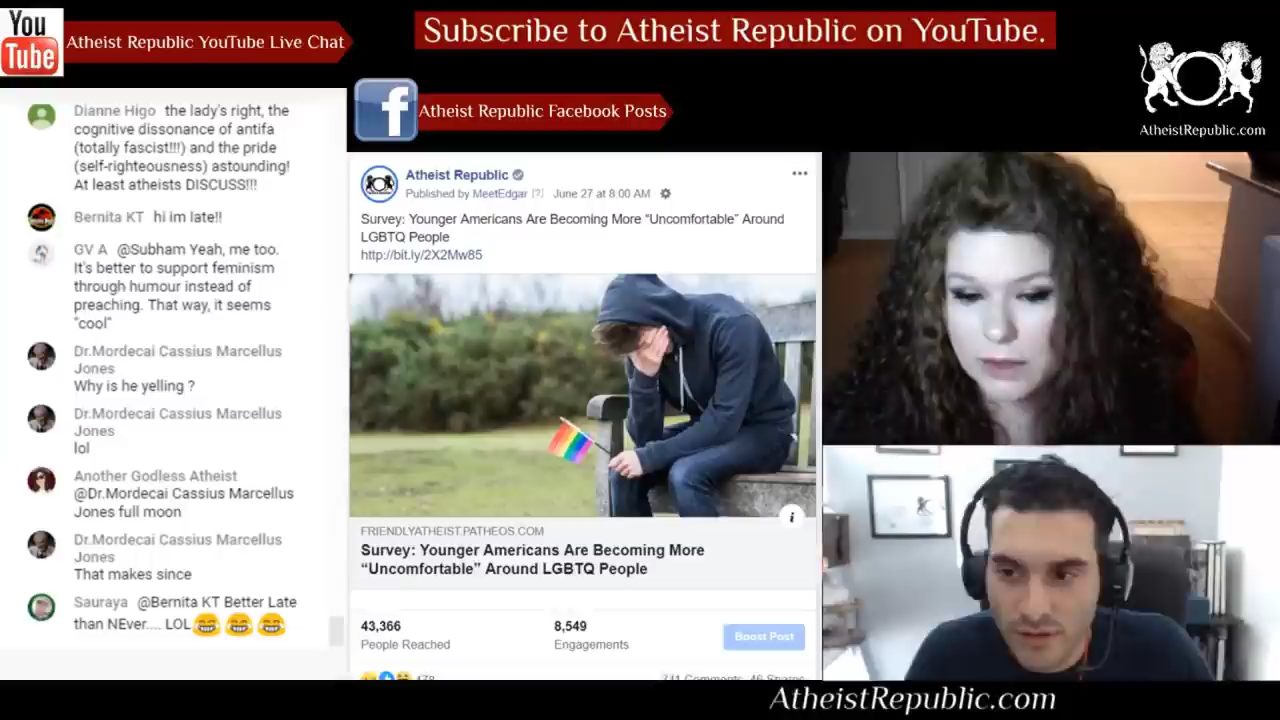 You
Tube
Atheist Republic YouTube Live Chat
Subscribe to Atheist Republic on YouTube.
AtheistRepublic.com
f
Atheist Republic Facebook Posts
Dianne Higo the lady's right, the
cognitive dissonance of antifa
(totally fascist!!!) and the pride
(self-righteousness) astounding!
At least atheists DISCUSS!!!
Bernita KT hi im late!!
GV A @Subham Yeah, me too.
It's better to support feminism
through humour instead of
preaching. That way, it seems
"cool"
Dr.Mordecai Cassius Marcellus
Jones
Why is he yelling ?
Dr.Mordecai Cassius Marcellus
Jones
lol
Another Godless Atheist
@Dr.Mordecai Cassius Marcellus
Jones full moon
Dr.Mordecai Cassius Marcellus
Jones
That makes since
Sauraya @Bernita KT Better Late
than NEver.... LOL😂 😂 😂
Atheist Republic
Published by MeetEdgar [?] June 27 at 8:00 AM
Survey: Younger Americans Are Becoming More “Uncomfortable” Around
LGBTQ People
http://bit.ly/2X2Mw85
i
FRIENDLYATHEIST.PATHEOS.COM
Survey: Younger Americans Are Becoming More
“Uncomfortable” Around LGBTQ People
43,366
People Reached
8,549
Engagements
Boost Post
AtheistRepublic.com